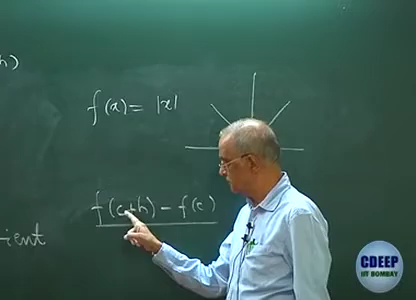 h)
f(x) = |x|
f(c+h) - f(c)
ient
CDEEP
IIT BOMBAY